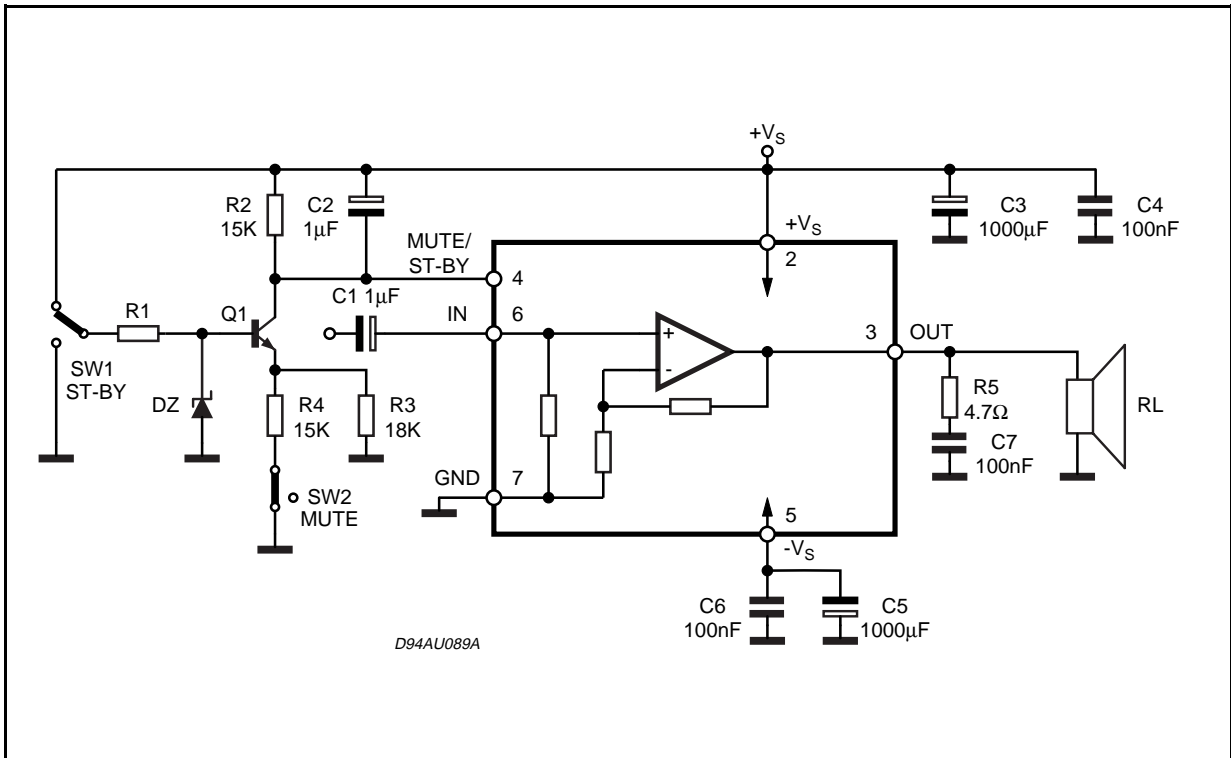 +VS
R2
15K
C2
1µF
C3
1000µF
C4
100nF
MUTE/
ST-BY
4
+VS
2
C1 1µF
IN
6
R1
Q1
+
-
3
OUT
SW1
ST-BY
DZ
R4
15K
R3
18K
R5
4.7Ω
RL
C7
100nF
GND
7
SW2
MUTE
5
-VS
C6
100nF
C5
1000µF
D94AU089A